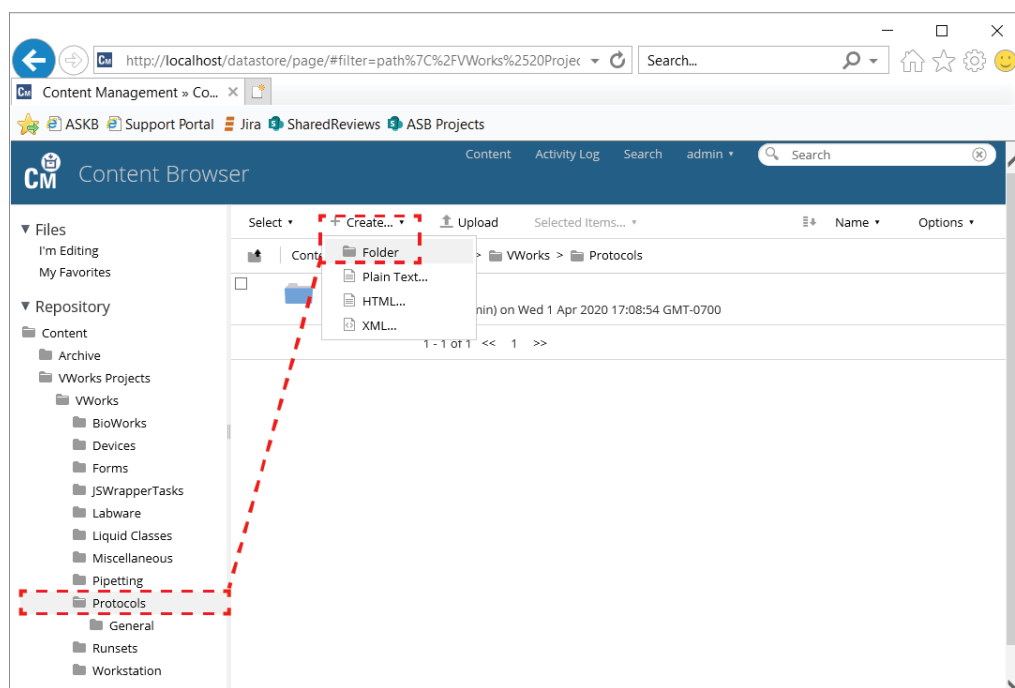 CM http://localhost/datastore/page/#filter=path%7C%2FVWorks%2520Projec Search...
CM Content Management » Co...
ASKB Support Portal Jira SharedReviews ASB Projects
Content Activity Log Search admin Search
CM Content Browser
Select + Create... Upload Selected Items... Name Options
Files
I'm Editing
My Favorites
Repository
Content
Archive
VWorks Projects
VWorks
BioWorks
Devices
Forms
JSWrapperTasks
Labware
Liquid Classes
Miscellaneous
Pipetting
Protocols
General
Runsets
Workstation
Folder
Plain Text...
HTML...
XML...
> VWorks > Protocols
on Wed 1 Apr 2020 17:08:54 GMT-0700
1 - 1 of 1 << 1 >>